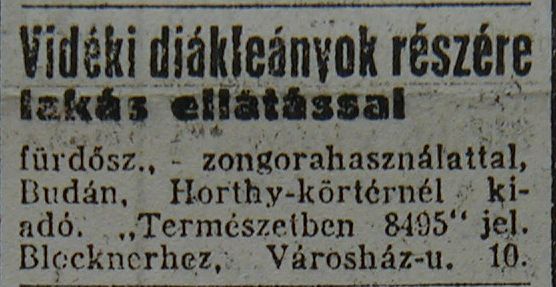 Vidéki diákleányok részére
lakás ellátással
fürdősz., - zongorahasználattal,
Budán, Horthy-körtérnél ki-
adó. „Természetben 8495“ jel.
Blocknerhez, Városház-u. 10.